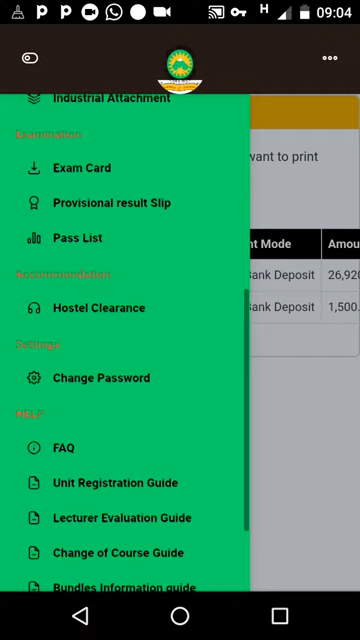 H 09:04
Industrial Attachment
Examination
want to print
Exam Card
Provisional result Slip
Pass List
nt Mode Amou
Accommodation
Bank Deposit 26,920
Hostel Clearance
Bank Deposit 1,500.
Settings
Change Password
HELP
FAQ
Unit Registration Guide
Lecturer Evaluation Guide
Change of Course Guide
Bundles Information guide